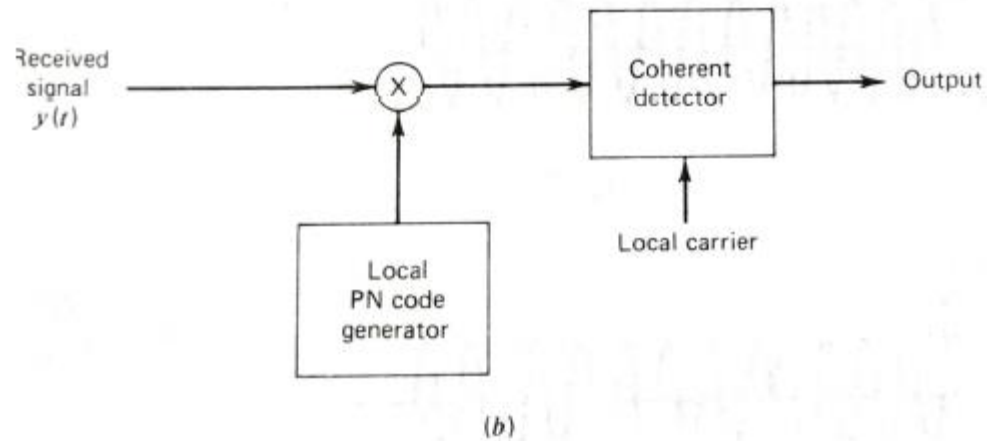 Received
signal
y(t)
X
Coherent
detector
Output
Local carrier
Local
PN code
generator
(b)